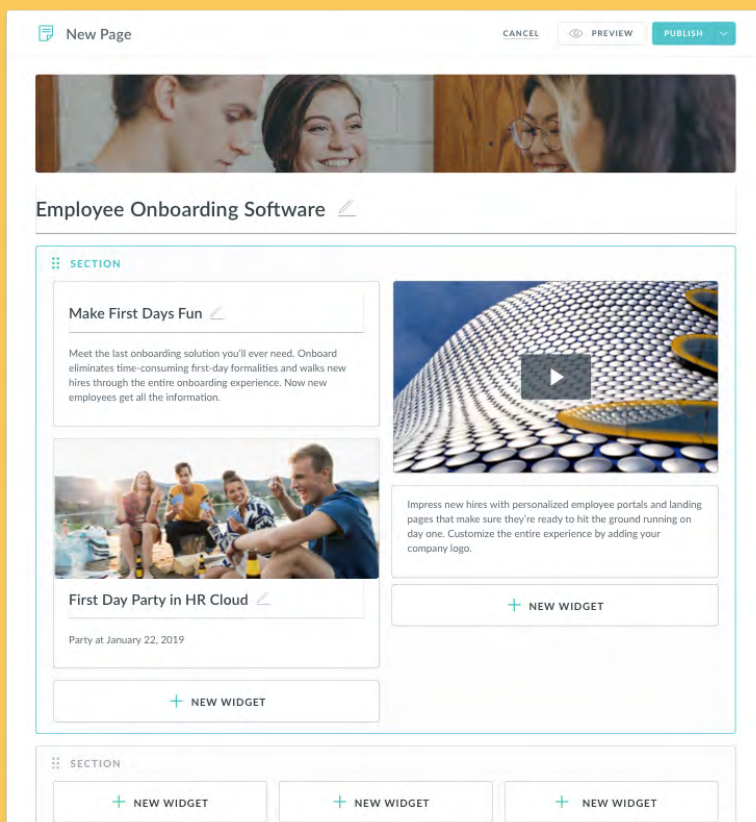 New Page
CANCEL
PREVIEW
PUBLISH
Employee Onboarding Software
SECTION
Make First Days Fun
Meet the last onboarding solution you'll ever need. Onboard
eliminates time-consuming first-day formalities and walks new
hires through the entire onboarding experience. Now new
employees get all the information.
First Day Party in HR Cloud
Party at January 22, 2019
+ NEW WIDGET
Impress new hires with personalized employee portals and landing
pages that make sure they're ready to hit the ground running on
day one. Customize the entire experience by adding your
company logo.
+ NEW WIDGET
SECTION
+ NEW WIDGET
+ NEW WIDGET
+ NEW WIDGET